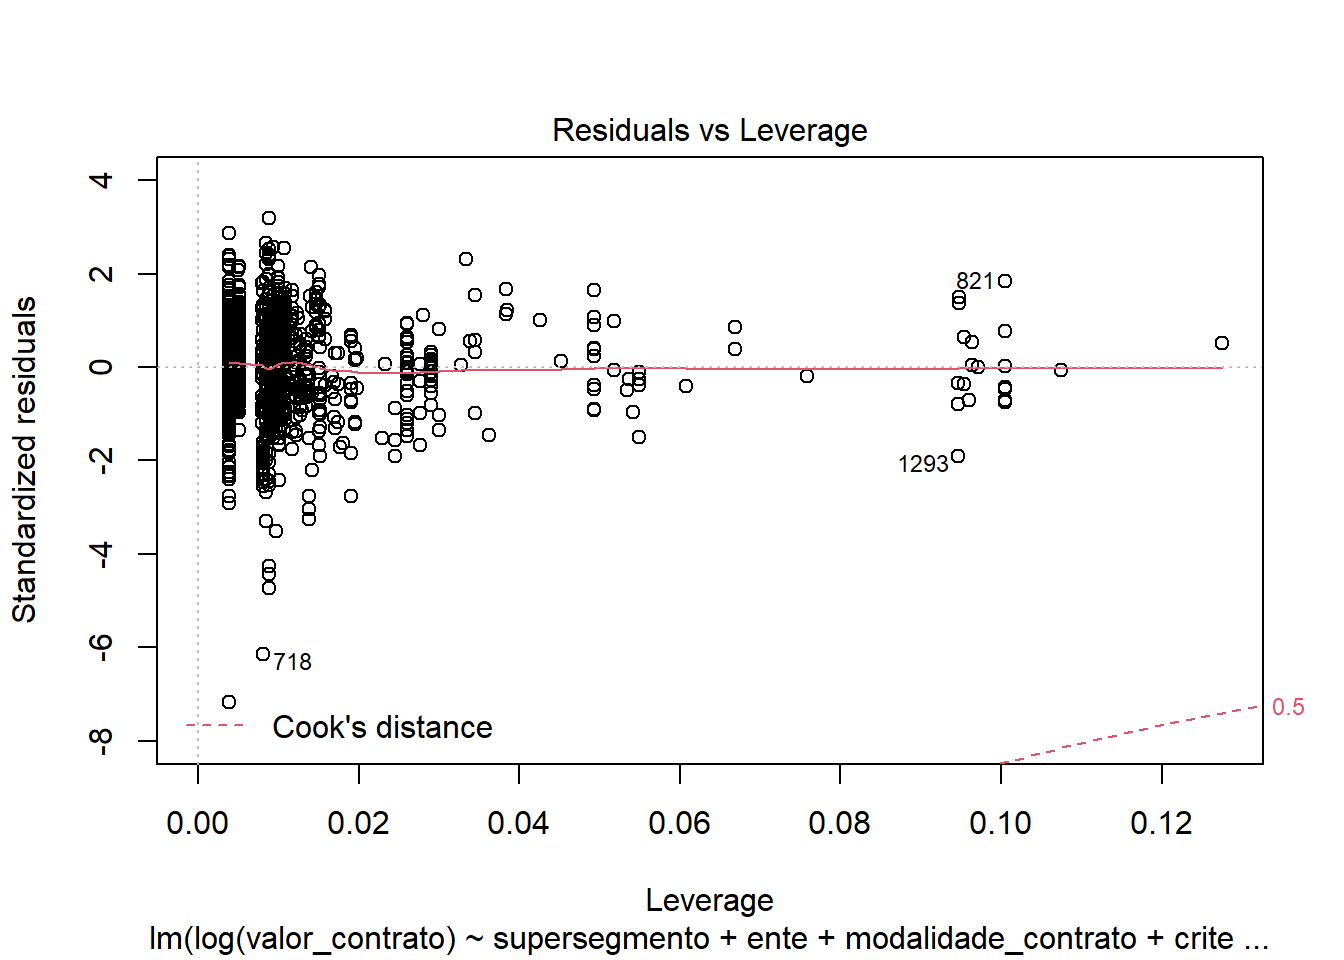 Residuals vs Leverage
Standardized residuals
4
2
0
-2
-4
-6
-8
821
1293
718
Cook's distance
0.5
0.00 0.02 0.04 0.06 0.08 0.10 0.12
Leverage
lm(log(valor_contrato) ~ supersegmento + ente + modalidade_contrato + crite ...